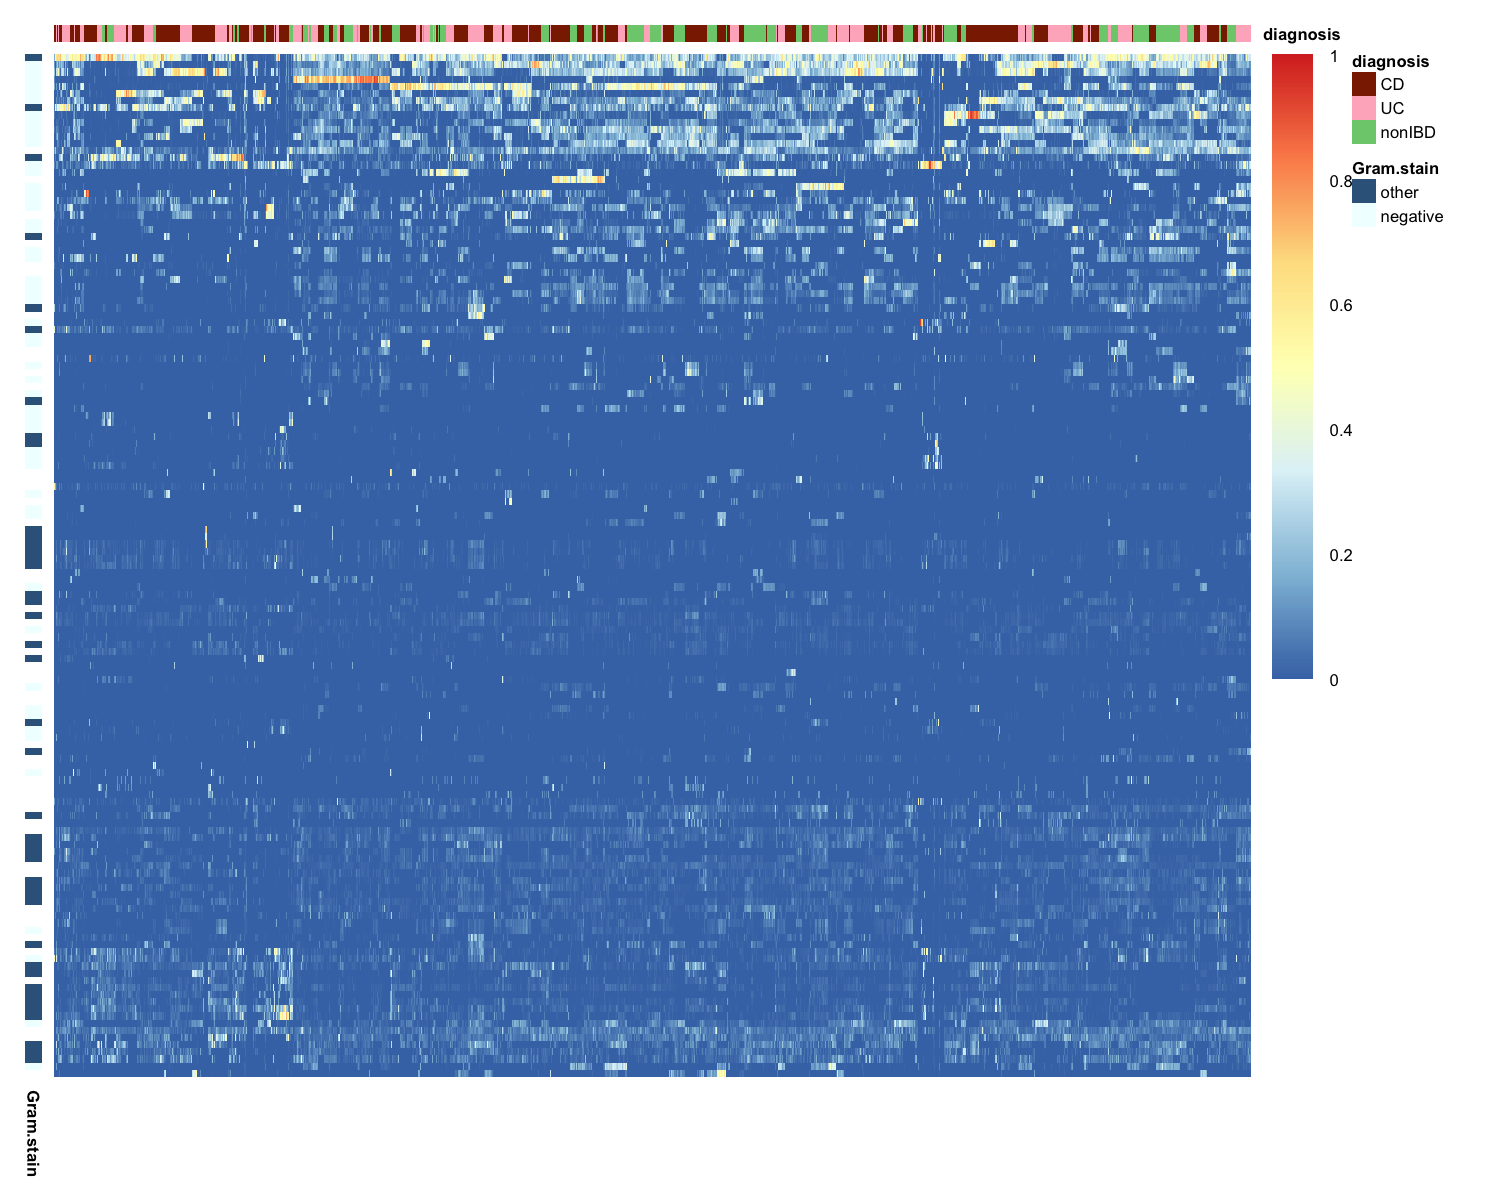 diagnosis
1
0.8
0.6
0.4
0.2
0
diagnosis
CD
UC
nonIBD
Gram.stain
other
negative
Gram.stain